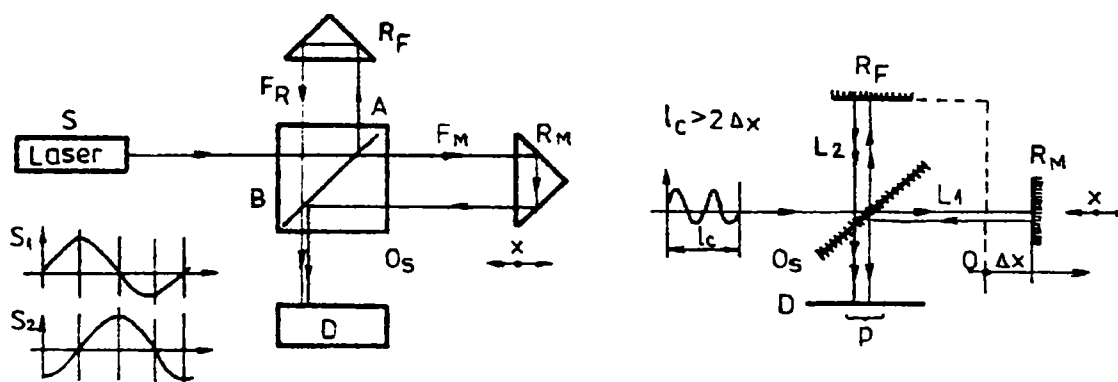 S
Laser
R_F
F_R
A
F_M
R_M
B
O_S
x
D
S_1
S_2
R_F
l_c > 2 Δx
L_2
R_M
L_1
x
l_c
O_S
O
Δx
D
p